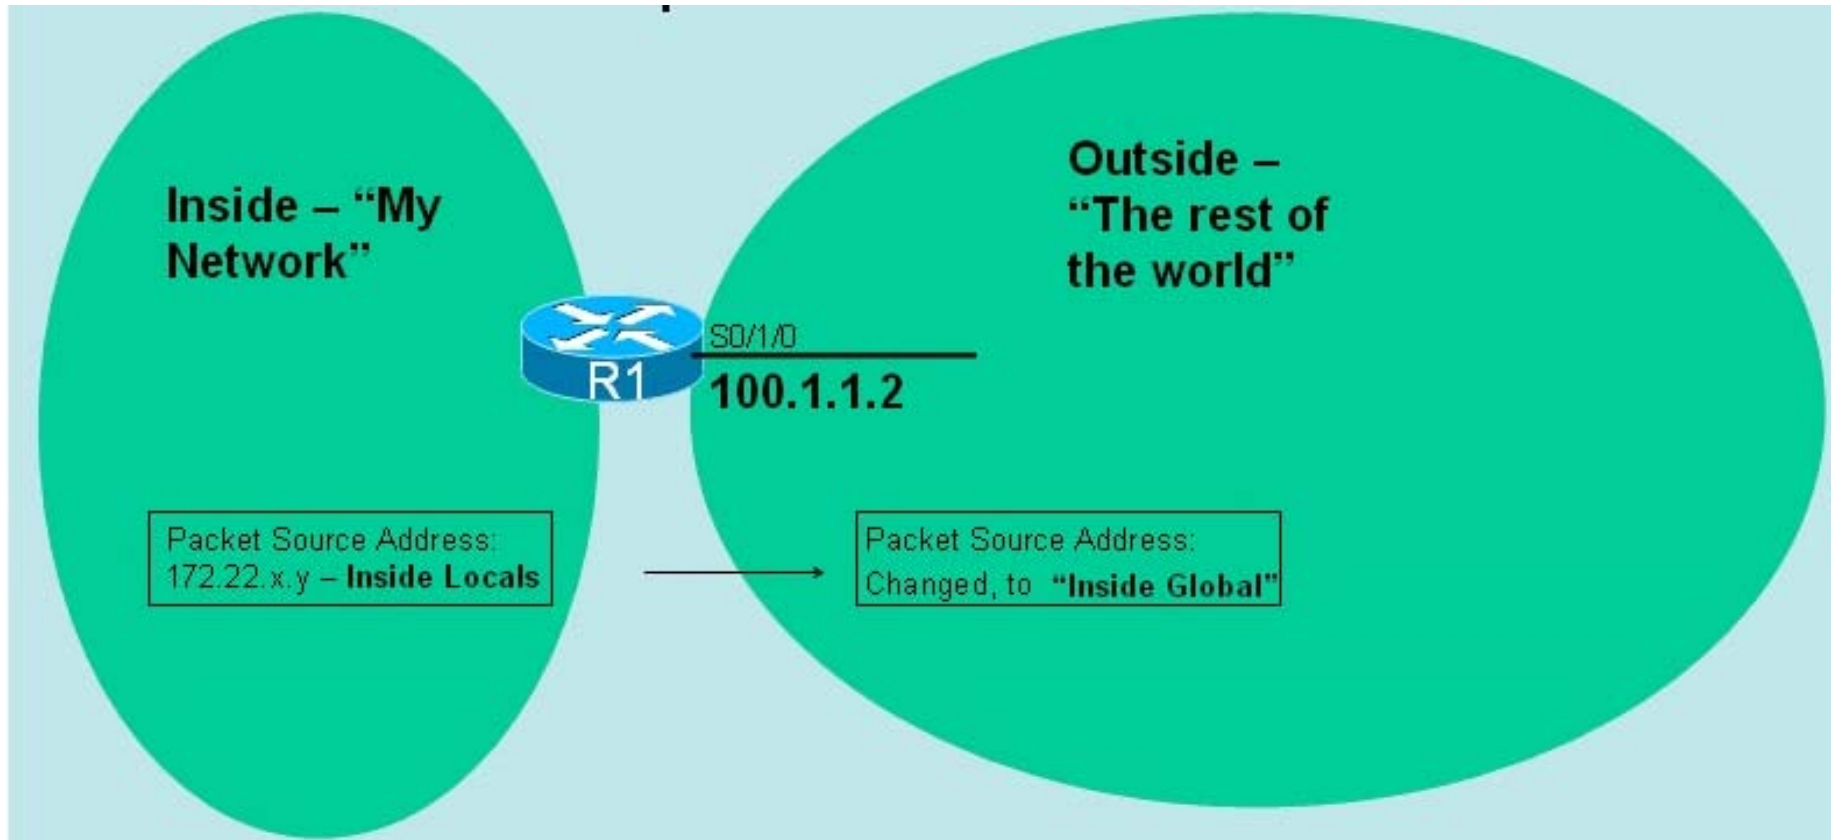 Inside – “My
Network”
Outside –
“The rest of
the world”
S0/1/0
R1
100.1.1.2
Packet Source Address:
172.22.x.y – Inside Locals
Packet Source Address:
Changed, to “Inside Global”